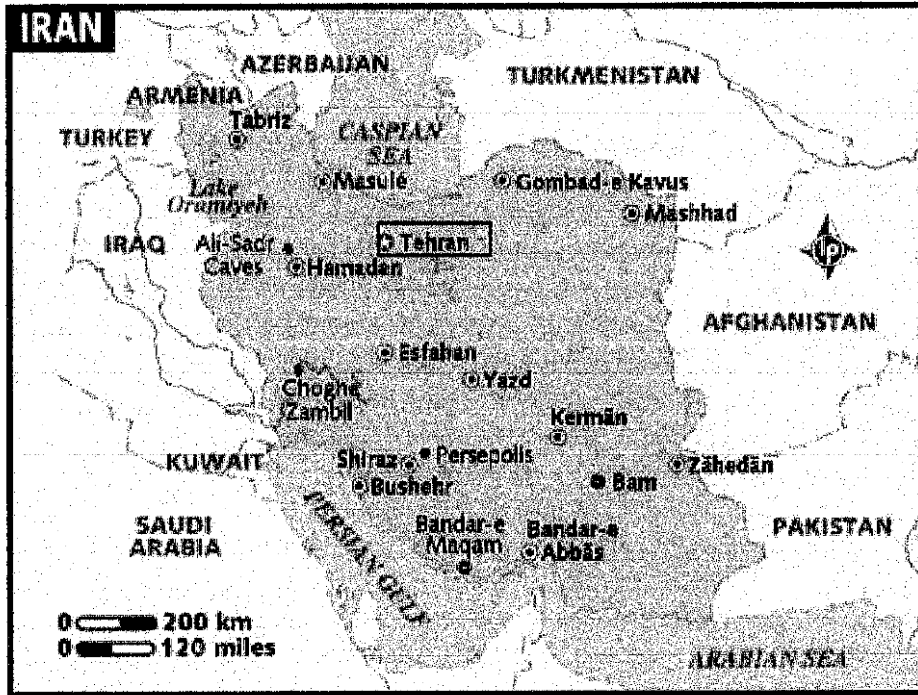 IRAN
AZERBAIJAN
TURKMENISTAN
ARMENIA
Tabriz
TURKEY
CASPIAN
SEA
Masule
Gombad-e Kavus
Lake
Orumiyeh
Mashhad
IRAQ
Ali-Sadr
Caves
Tehran
Hamadan
LP
AFGHANISTAN
Esfahan
Yazd
Choghe
Zambil
Kermān
KUWAIT
Shiraz
Persepolis
Zāhedān
Bushehr
Bam
SAUDI
ARABIA
PERSIAN GULF
Bandar-e
Maqam
Bandar-e
Abbās
PAKISTAN
0 200 km
0 120 miles
ARABIAN SEA